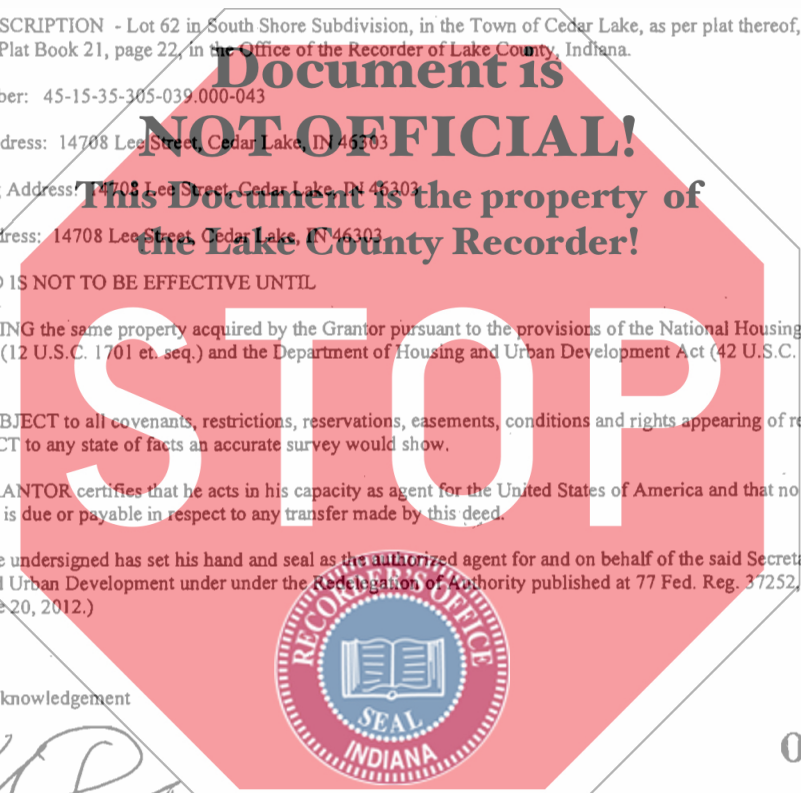 SCRIPTION - Lot 62 in South Shore Subdivision, in the Town of Cedar Lake, as per plat thereof,
Plat Book 21, page 22, in the Office of the Recorder of Lake County, Indiana.
Document is
ber: 45-15-35-305-039.000-043
NOT OFFICIAL!
dress: 14708 Lee Street, Cedar Lake, IN 46303
Address: 14708 Lee Street, Cedar Lake, IN 46303
This Document is the property of
dress: 14708 Lee Street, Cedar Lake, IN 46303
the Lake County Recorder!
IS NOT TO BE EFFECTIVE UNTIL
STOP
ING the same property acquired by the Grantor pursuant to the provisions of the National Housing
(12 U.S.C. 1701 et. seq.) and the Department of Housing and Urban Development Act (42 U.S.C.
BJECT to all covenants, restrictions, reservations, easements, conditions and rights appearing of re
CT to any state of facts an accurate survey would show.
ANTOR certifies that he acts in his capacity as agent for the United States of America and that no
is due or payable in respect to any transfer made by this deed.
e undersigned has set his hand and seal as the authorized agent for and on behalf of the said Secreta
l Urban Development under under the Redelegation of Authority published at 77 Fed. Reg. 37252,
e 20, 2012.)
RECORDER'S OFFICE
SEAL
INDIANA
knowledgement
0